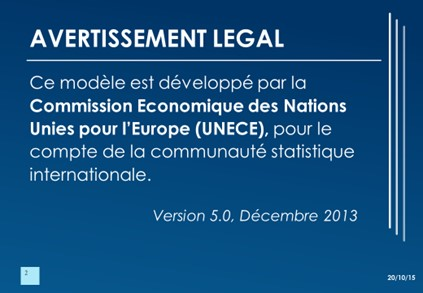 AVERTISSEMENT LEGAL
Ce modèle est développé par la
Commission Economique des Nations
Unies pour l'Europe (UNECE), pour le
compte de la communauté statistique
internationale.
Version 5.0, Décembre 2013
2
20/10/15